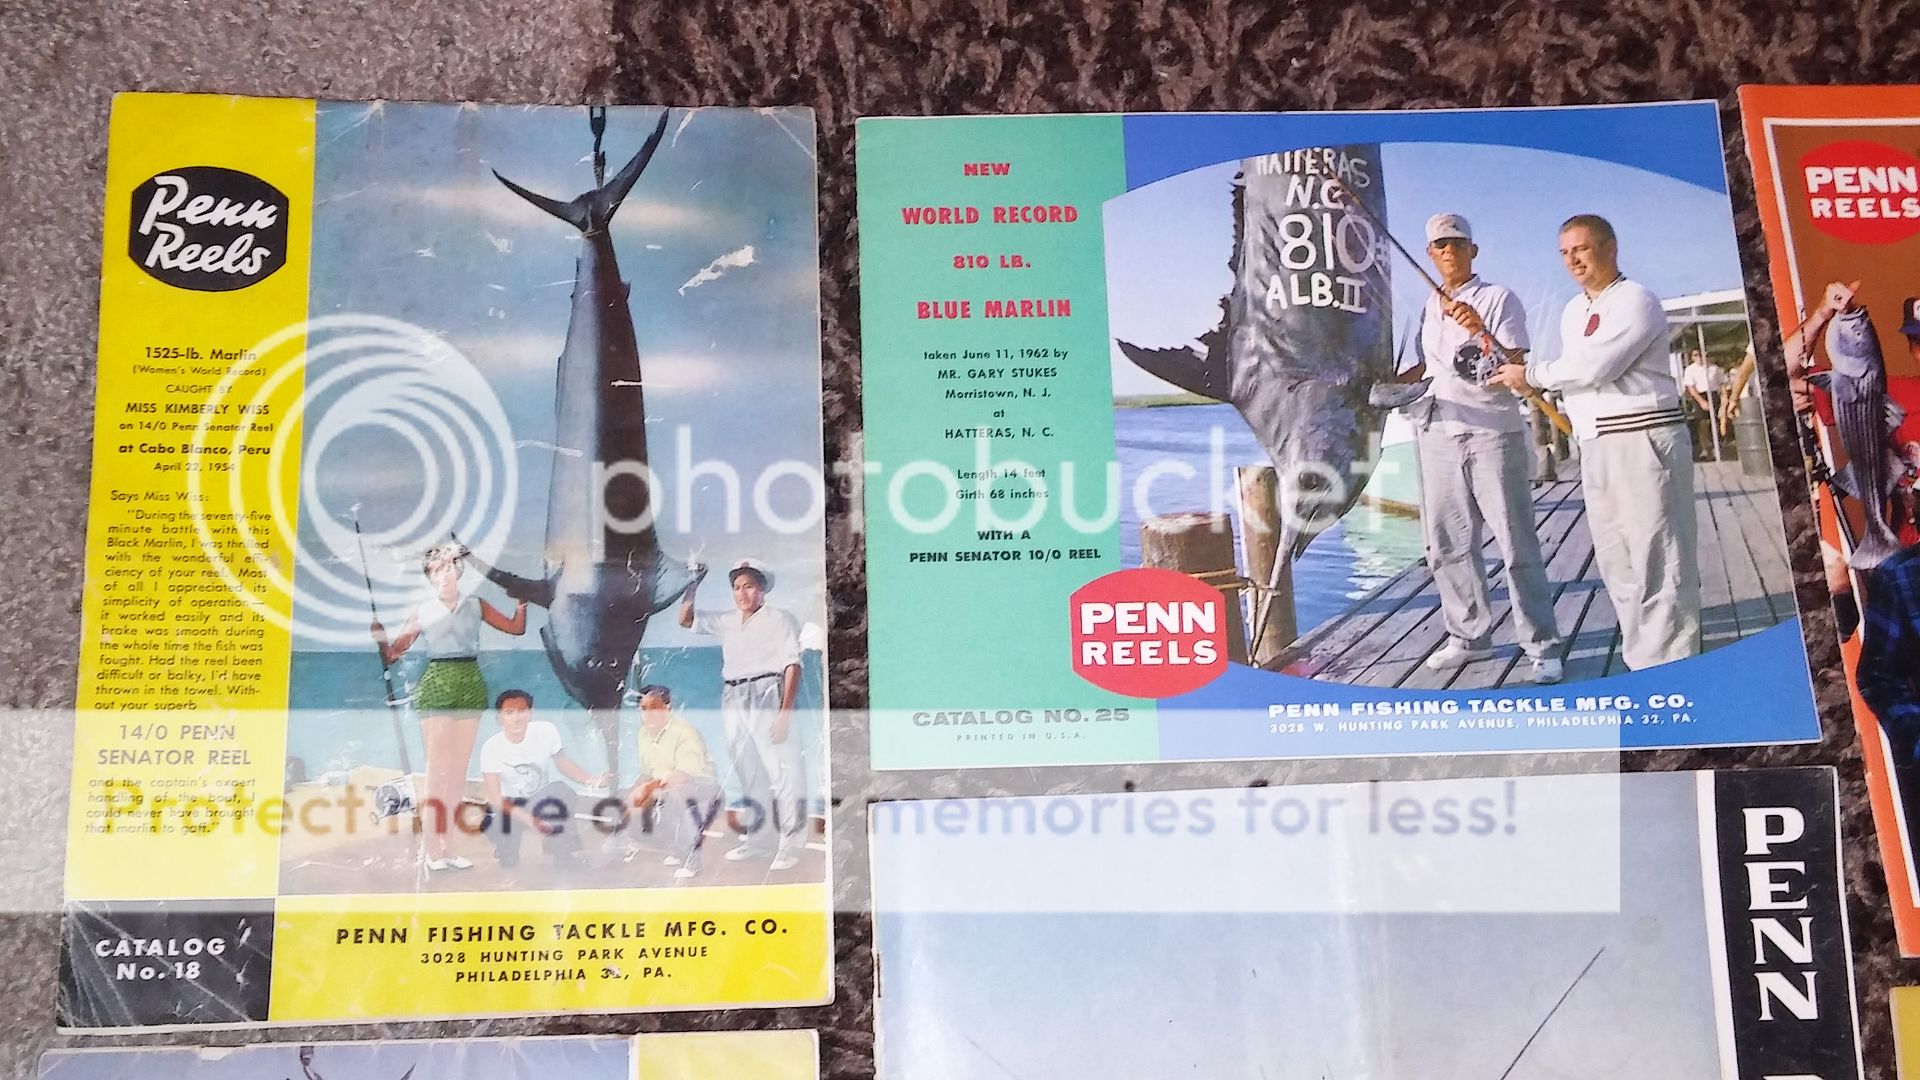 Penn
Reels
1525-lb. Marlin
(Women's World Record)
CAUGHT BY
MISS KIMBERLY WISS
on 14/0 Penn Senator Reel
at Cabo Blanco, Peru
April 22, 1954
Says Miss Wiss:
"During the seventy-five
minute battle with this
Black Marlin, I was thrilled
with the wonderful effi-
ciency of your reel. Most
of all I appreciated its
simplicity of operation—
it worked easily and its
brake was smooth during
the whole time the fish was
fought. Had the reel been
difficult or balky, I'd have
thrown in the towel. With-
out your superb
14/0 PENN
SENATOR REEL
and the captain's expert
handling of the boat, I
could never have brought
that marlin to gaff."
CATALOG
No. 18
PENN FISHING TACKLE MFG. CO.
3028 HUNTING PARK AVENUE
PHILADELPHIA 32, PA.
NEW
WORLD RECORD
810 LB.
BLUE MARLIN
taken June 11, 1962 by
MR. GARY STUKES
Morristown, N. J.
at
HATTERAS, N. C.
Length 14 feet
Girth 68 inches
WITH A
PENN SENATOR 10/0 REEL
PENN
REELS
CATALOG NO. 25
PRINTED IN U.S.A.
HATTERAS
N.C.
810#
ALB.II
PENN FISHING TACKLE MFG. CO.
3028 W. HUNTING PARK AVENUE, PHILADELPHIA 32, PA.
PENN
REELS
PENN
photobucket
Protect more of your memories for less!